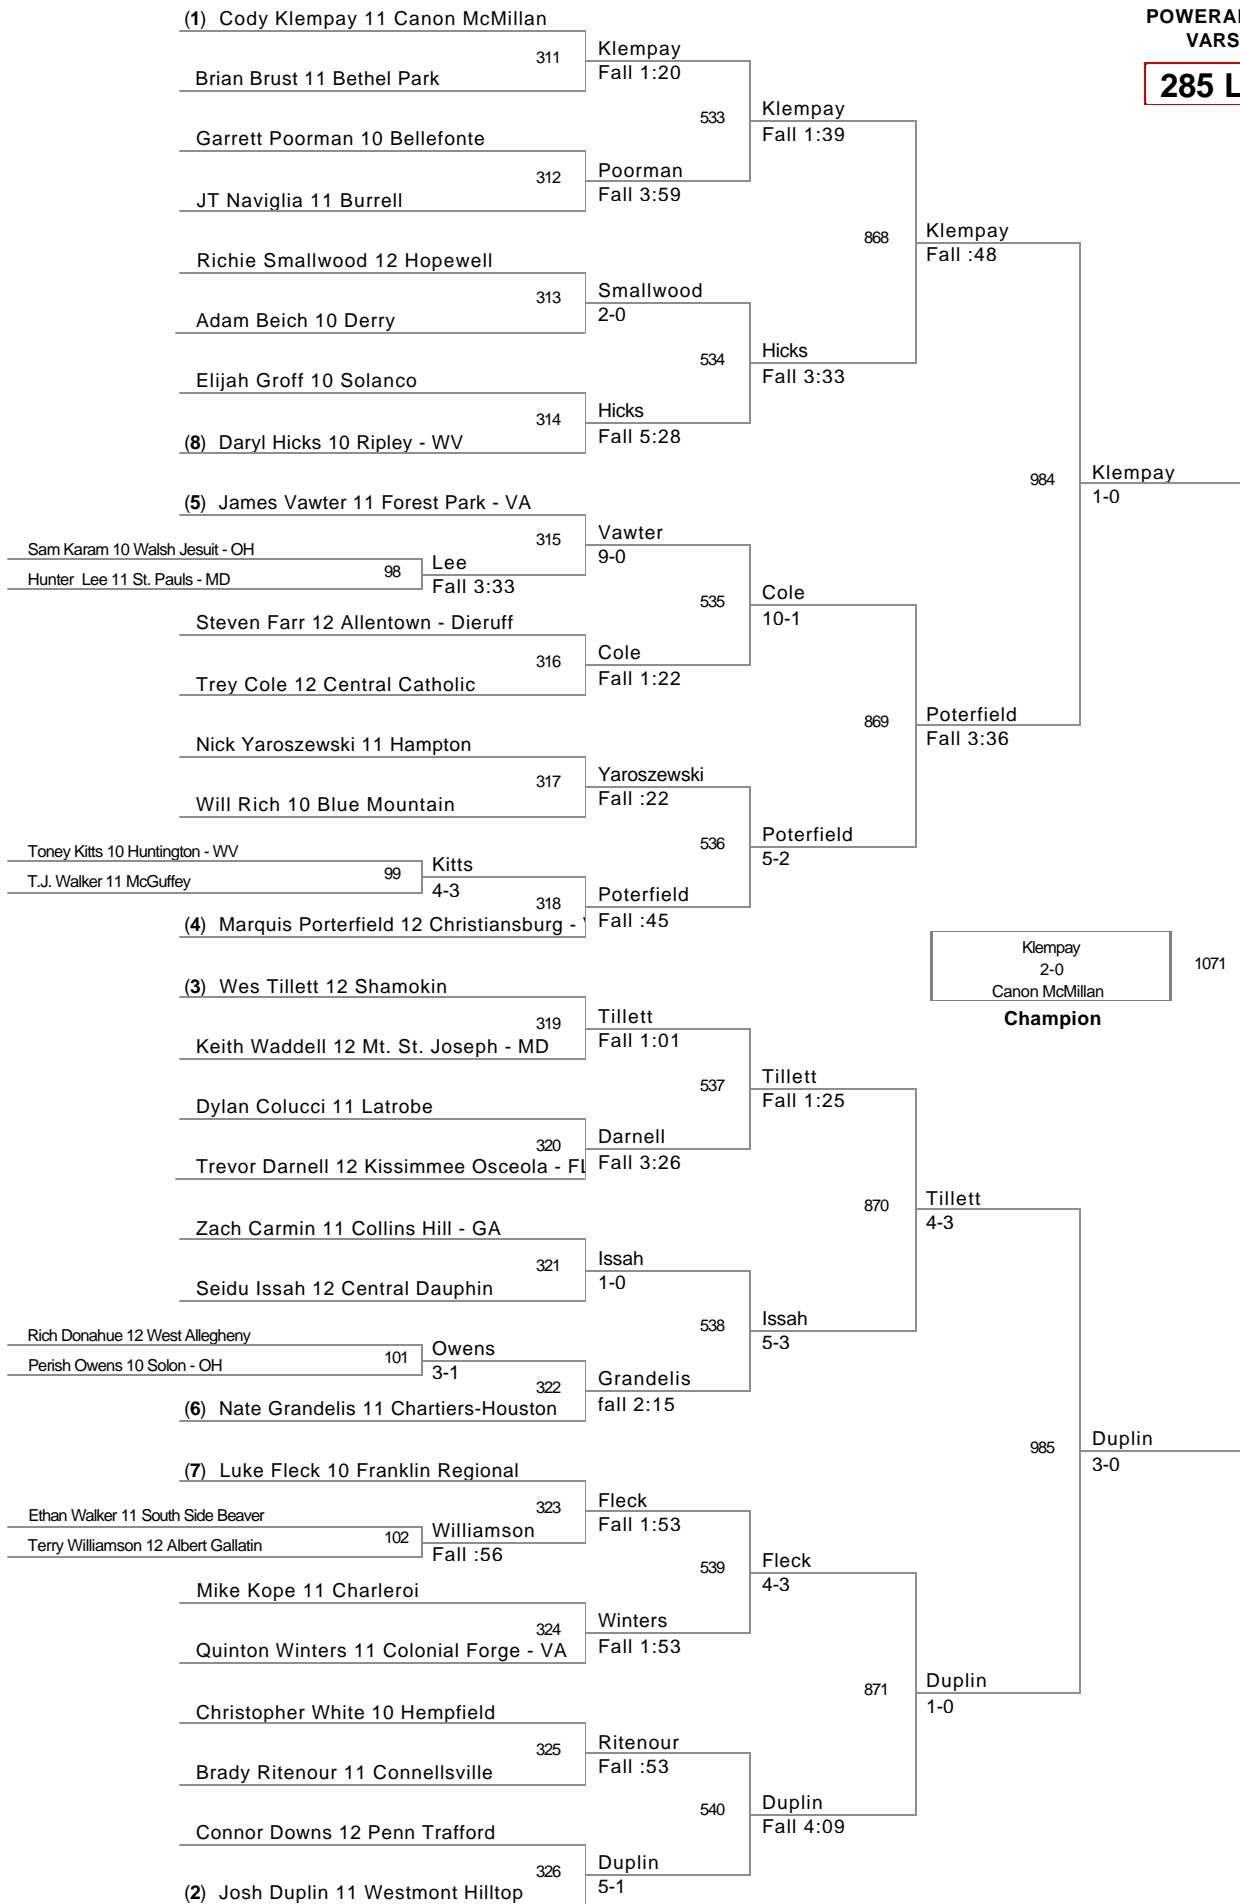 (1) Cody Klempay 11 Canon McMillan
POWERA
VARS
285 L
311
Klempay
Fall 1:20
Brian Brust 11 Bethel Park
533
Klempay
Fall 1:39
Garrett Poorman 10 Bellefonte
312
Poorman
Fall 3:59
JT Naviglia 11 Burrell
868
Klempay
Fall :48
Richie Smallwood 12 Hopewell
313
Smallwood
2-0
Adam Beich 10 Derry
534
Hicks
Fall 3:33
Elijah Groff 10 Solanco
314
Hicks
Fall 5:28
(8) Daryl Hicks 10 Ripley - WV
984
Klempay
1-0
(5) James Vawter 11 Forest Park - VA
315
Vawter
9-0
Sam Karam 10 Walsh Jesuit - OH
98
Lee
Fall 3:33
Hunter Lee 11 St. Pauls - MD
535
Cole
10-1
Steven Farr 12 Allentown - Dieruff
316
Cole
Fall 1:22
Trey Cole 12 Central Catholic
869
Poterfield
Fall 3:36
Nick Yaroszewski 11 Hampton
317
Yaroszewski
Fall :22
Will Rich 10 Blue Mountain
536
Poterfield
5-2
Toney Kitts 10 Huntington - WV
99
Kitts
4-3
T.J. Walker 11 McGuffey
318
Poterfield
Fall :45
(4) Marquis Porterfield 12 Christiansburg -
Klempay
2-0
Canon McMillan
1071
Champion
(3) Wes Tillett 12 Shamokin
319
Tillett
Fall 1:01
Keith Waddell 12 Mt. St. Joseph - MD
537
Tillett
Fall 1:25
Dylan Colucci 11 Latrobe
320
Darnell
Fall 3:26
Trevor Darnell 12 Kissimmee Osceola - FL
870
Tillett
4-3
Zach Carmin 11 Collins Hill - GA
321
Issah
1-0
Seidu Issah 12 Central Dauphin
538
Issah
5-3
Rich Donahue 12 West Allegheny
101
Owens
3-1
Perish Owens 10 Solon - OH
322
Grandelis
fall 2:15
(6) Nate Grandelis 11 Chartiers-Houston
985
Duplin
3-0
(7) Luke Fleck 10 Franklin Regional
323
Fleck
Fall 1:53
Ethan Walker 11 South Side Beaver
102
Williamson
Fall :56
Terry Williamson 12 Albert Gallatin
539
Fleck
4-3
Mike Kope 11 Charleroi
324
Winters
Fall 1:53
Quinton Winters 11 Colonial Forge - VA
871
Duplin
1-0
Christopher White 10 Hempfield
325
Ritenour
Fall :53
Brady Ritenour 11 Connellsville
540
Duplin
Fall 4:09
Connor Downs 12 Penn Trafford
326
Duplin
5-1
(2) Josh Duplin 11 Westmont Hilltop